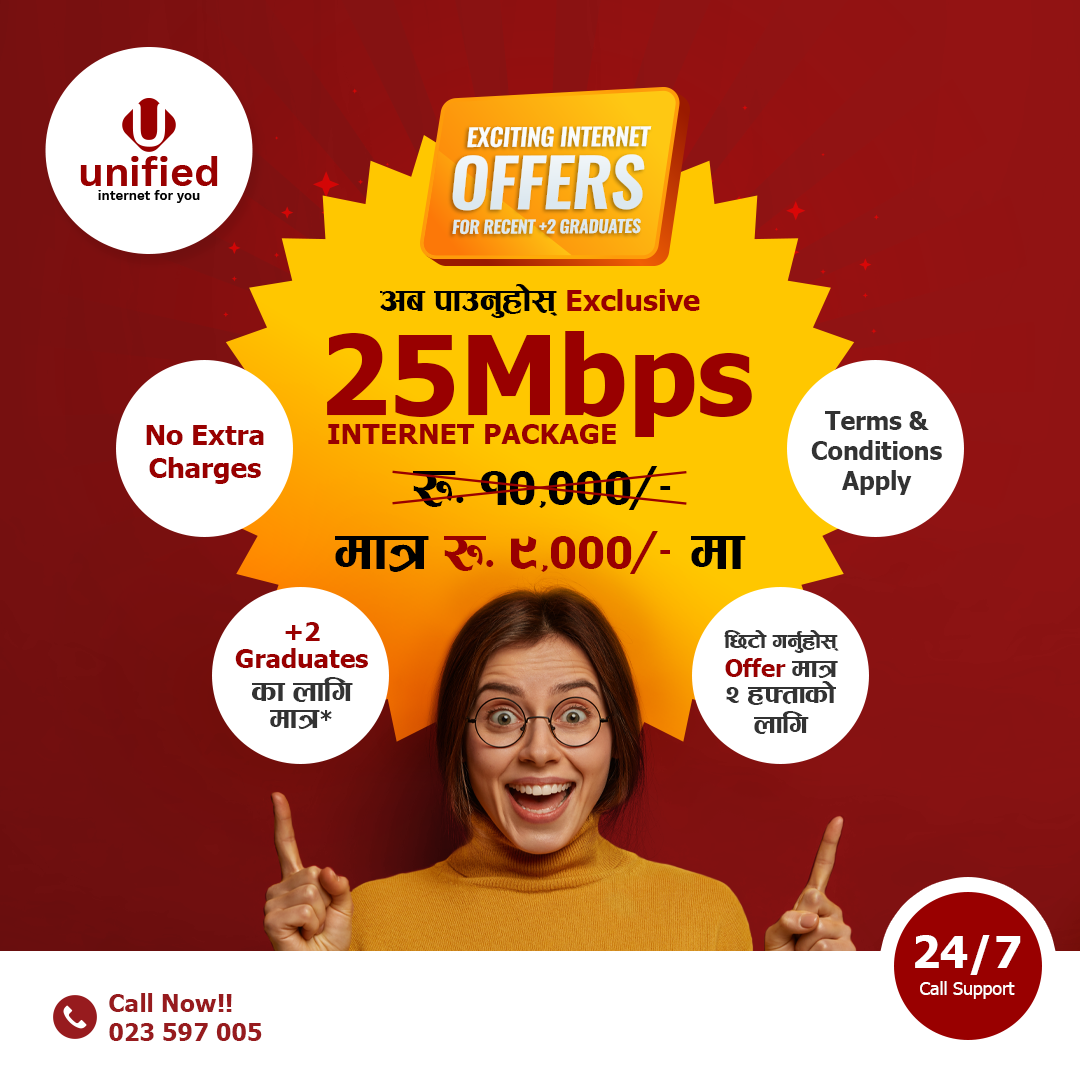 unified
internet for you
EXCITING INTERNET
OFFERS
FOR RECENT +2 GRADUATES
अब पाउनुहोस् Exclusive
25Mbps
INTERNET PACKAGE
रू. १०,०००/-
मात्र रू. ९,०००/- मा
No Extra
Charges
Terms &
Conditions
Apply
+2
Graduates
का लागि
मात्र*
छिटो गर्नुहोस्
Offer मात्र
२ हप्ताको
लागि
24/7
Call Support
Call Now!!
023 597 005